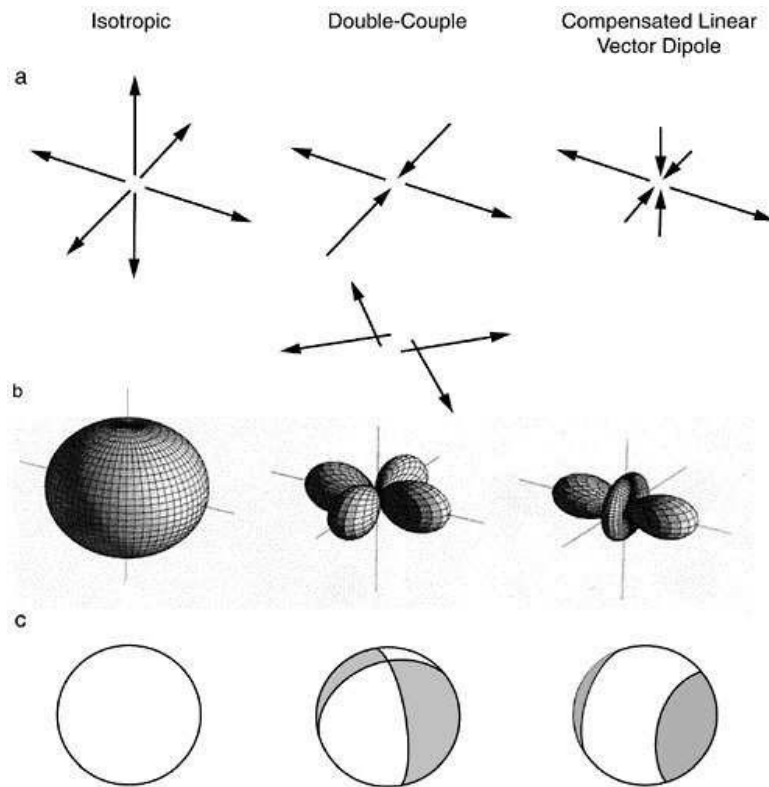 Isotropic
Double-Couple
Compensated Linear
Vector Dipole
a
b
c